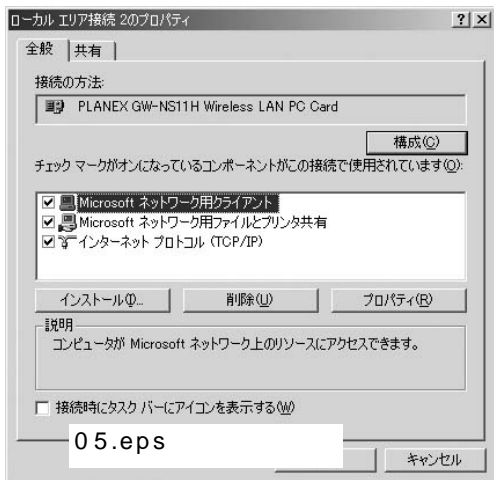 ローカル エリア接続 2のプロパティ
全般
共有
接続の方法:
PLANEX GW-NS11H Wireless LAN PC Card
構成(C)
チェック マークがオンになっているコンポーネントがこの接続で使用されています(O):
Microsoft ネットワーク用クライアント
Microsoft ネットワーク用ファイルとプリンタ共有
インターネット プロトコル (TCP/IP)
インストール(I)...
削除(U)
プロパティ(R)
説明
コンピュータが Microsoft ネットワーク上のリソースにアクセスできます。
接続時にタスク バーにアイコンを表示する(W)
05.eps
キャンセル